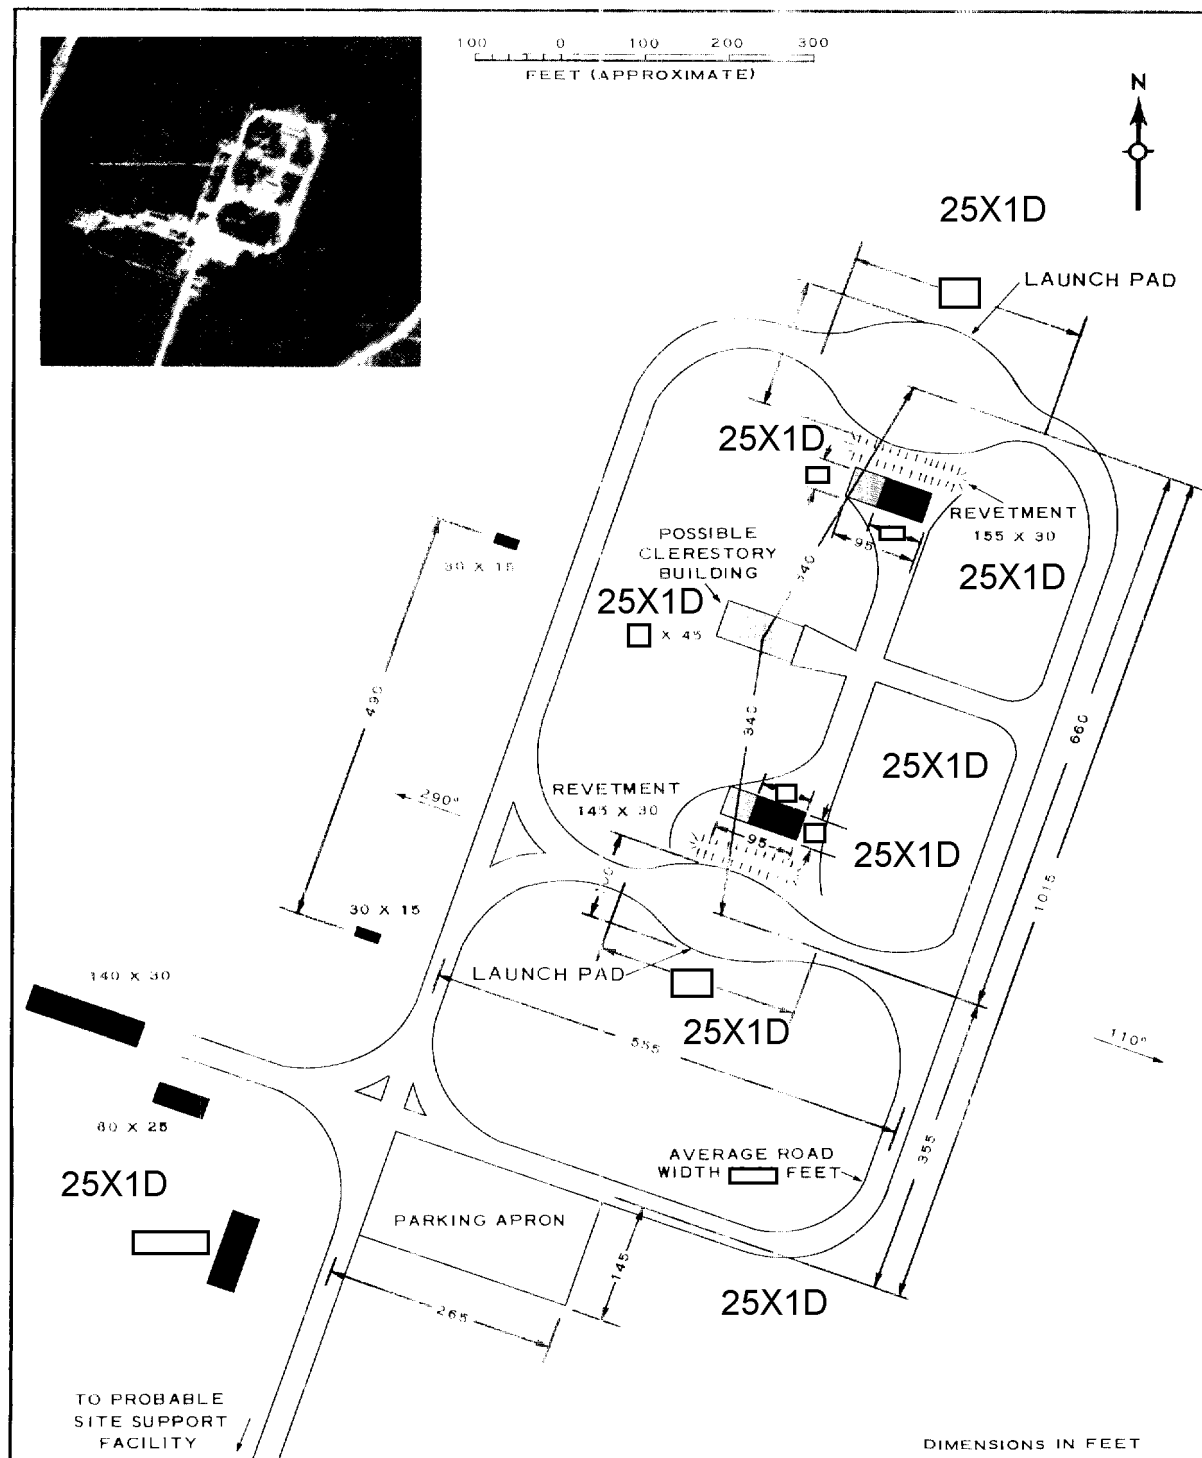 100 0 100 200 300
FEET (APPROXIMATE)
N
25X1D
LAUNCH PAD
25X1D
REVETMENT
155 X 30
95
25X1D
POSSIBLE
CLERESTORY
BUILDING
25X1D
X 45
340
30 X 15
490
340
660
25X1D
REVETMENT
145 X 30
290°
95
25X1D
1015
30 X 15
140 X 30
LAUNCH PAD
25X1D
555
110°
80 X 25
355
AVERAGE ROAD
WIDTH FEET
25X1D
PARKING APRON
145
265
25X1D
TO PROBABLE
SITE SUPPORT
FACILITY
DIMENSIONS IN FEET